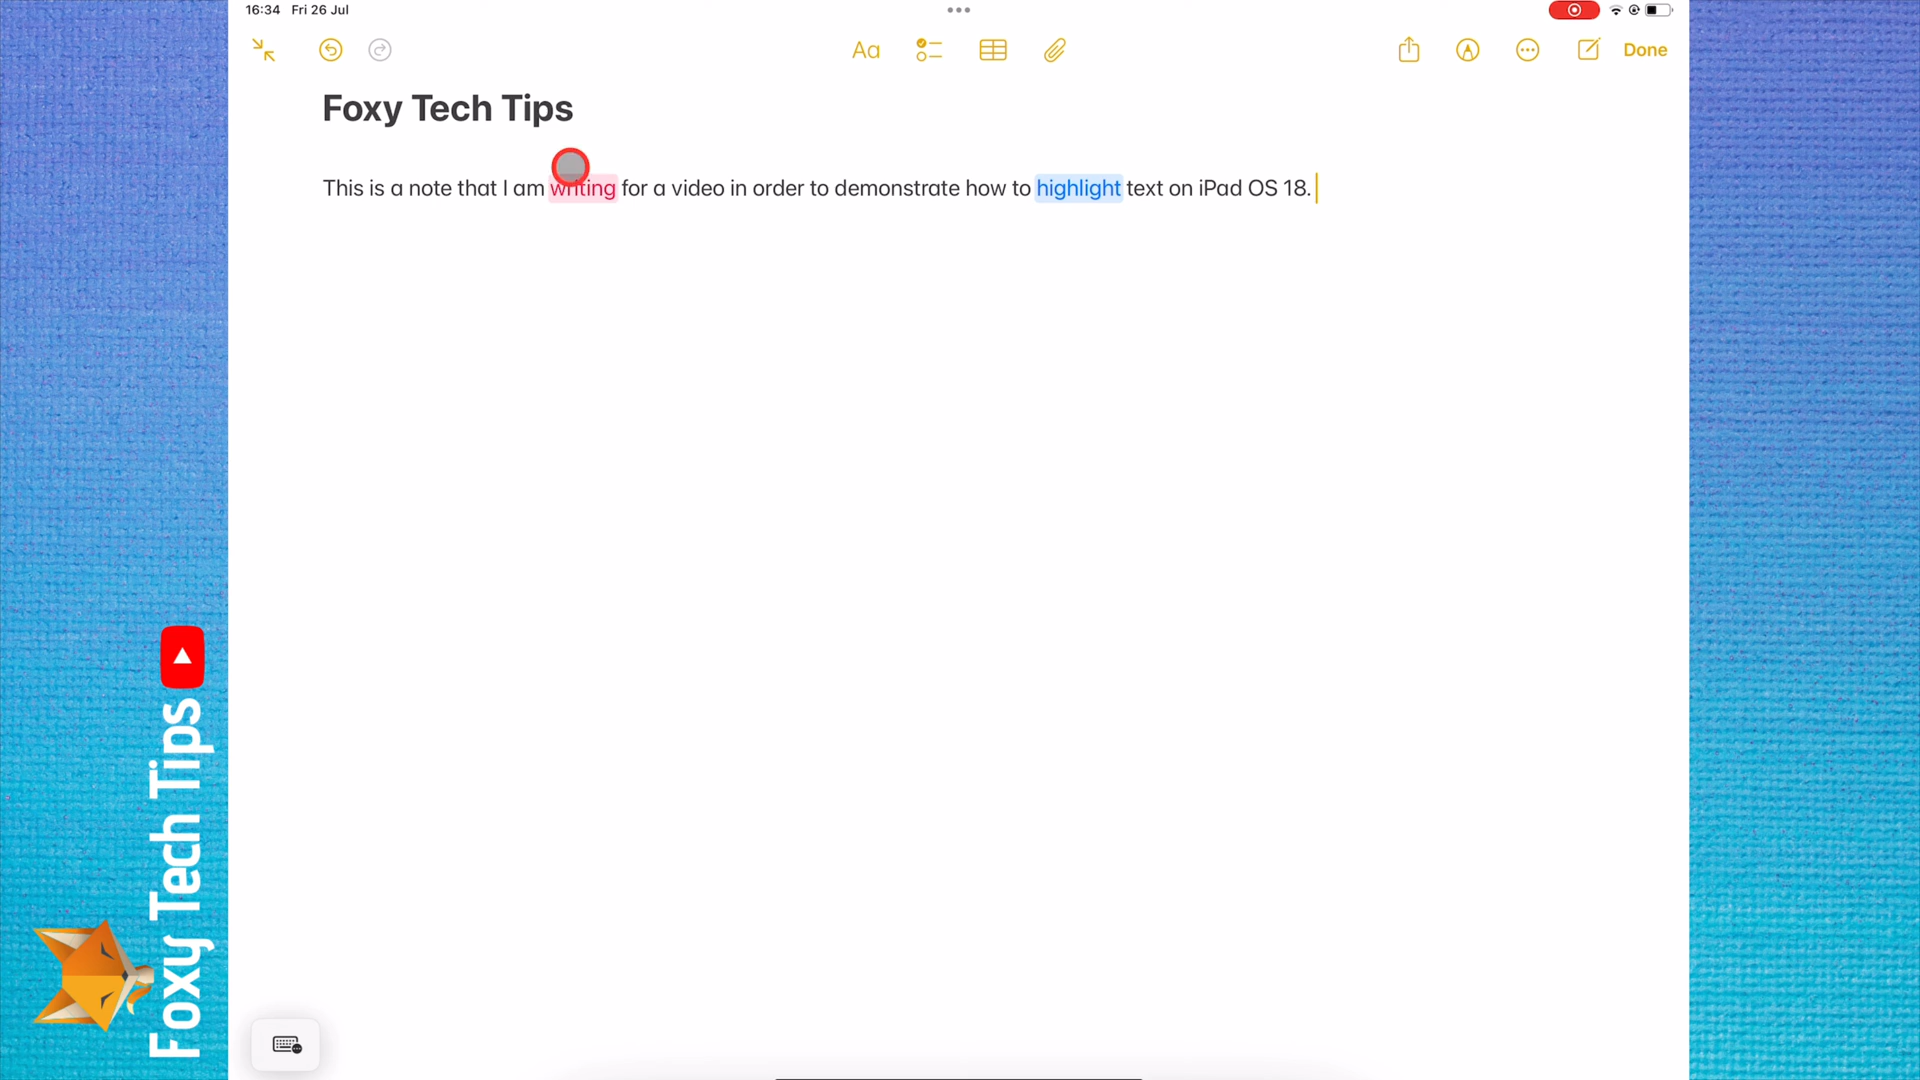 16:34 Fri 26 Jul
Aa
Done
Foxy Tech Tips
This is a note that I am writing for a video in order to demonstrate how to highlight text on iPad OS 18.
Foxy Tech Tips